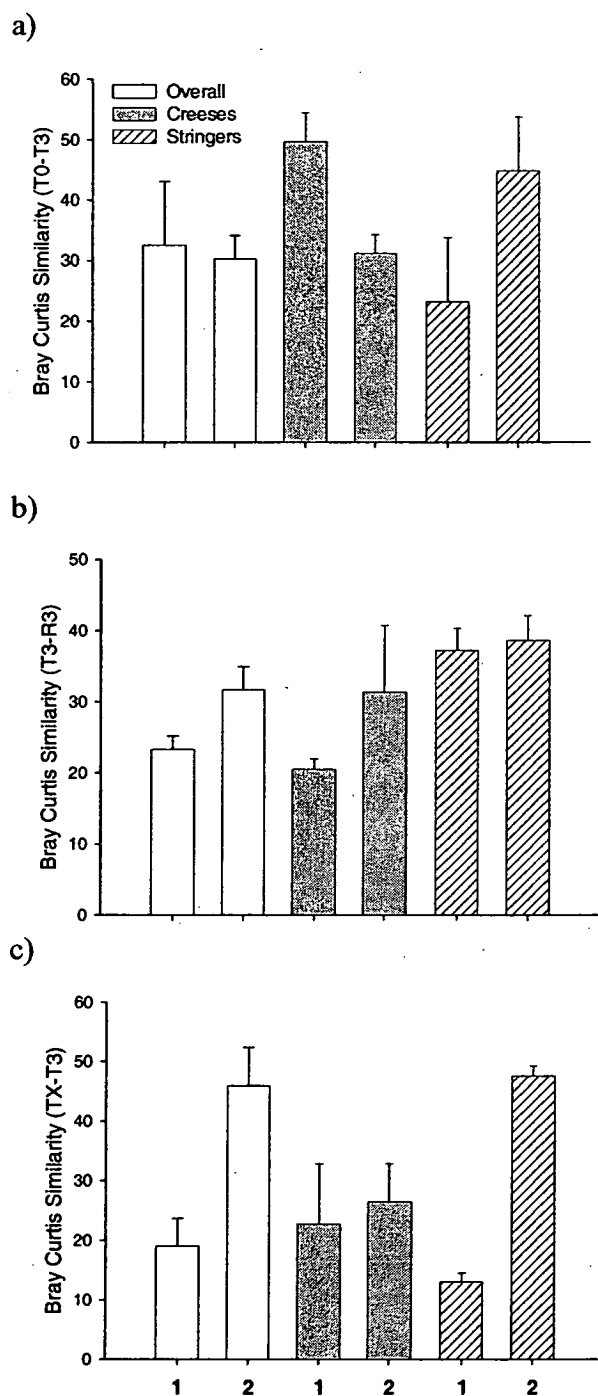 a)
60
50
40
30
20
10
0
Bray Curtis Similarity (T0-T3)
Overall
Creeses
Stringers
b)
50
40
30
20
10
0
Bray Curtis Similarity (T3-R3)
c)
60
50
40
30
20
10
0
Bray Curtis Similarity (TX-T3)
1 2 1 2 1 2